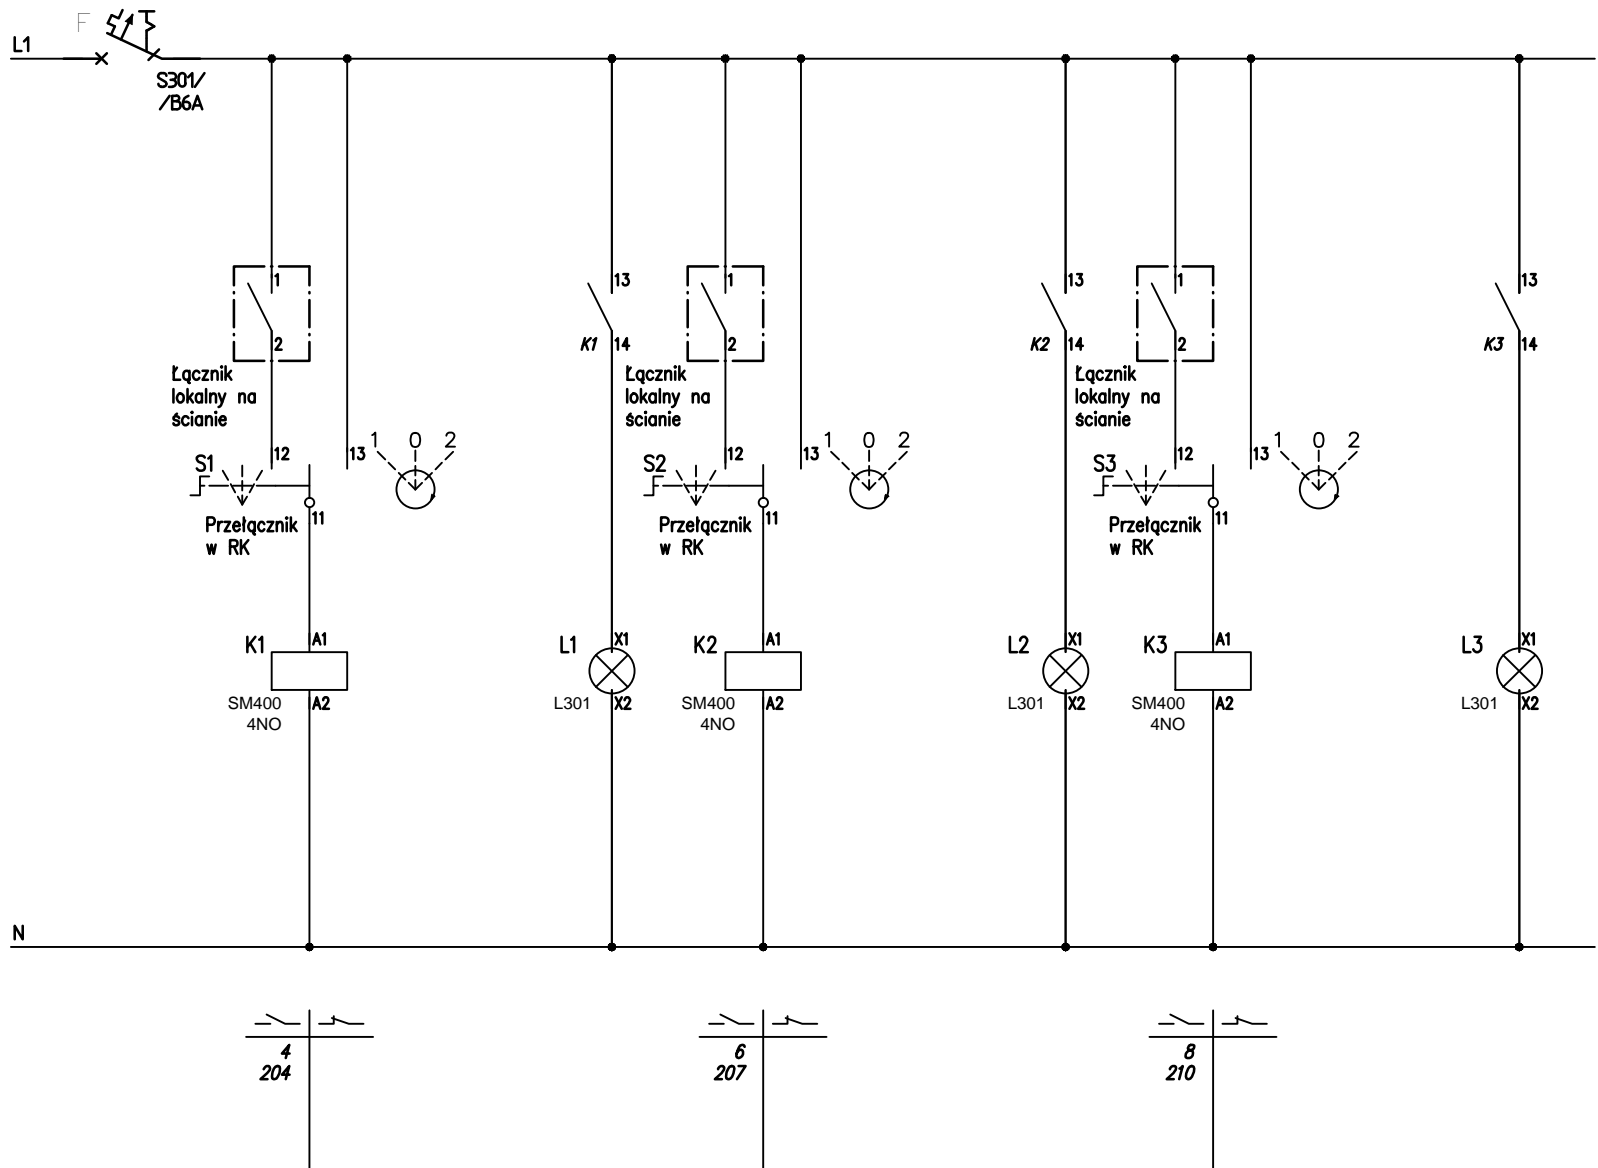 F
L1
S301/
/B6A
1
2
Łącznik
lokalny na
ścianie
12
13
1 0 2
S1
11
Przełącznik
w RK
K1
A1
A2
SM400
4NO
13
K1 14
L1
X1
X2
L301
1
2
Łącznik
lokalny na
ścianie
12
13
1 0 2
S2
11
Przełącznik
w RK
K2
A1
A2
SM400
4NO
13
K2 14
L2
X1
X2
L301
1
2
Łącznik
lokalny na
ścianie
12
13
1 0 2
S3
11
Przełącznik
w RK
K3
A1
A2
SM400
4NO
13
K3 14
L3
X1
X2
L301
N
4
204
6
207
8
210